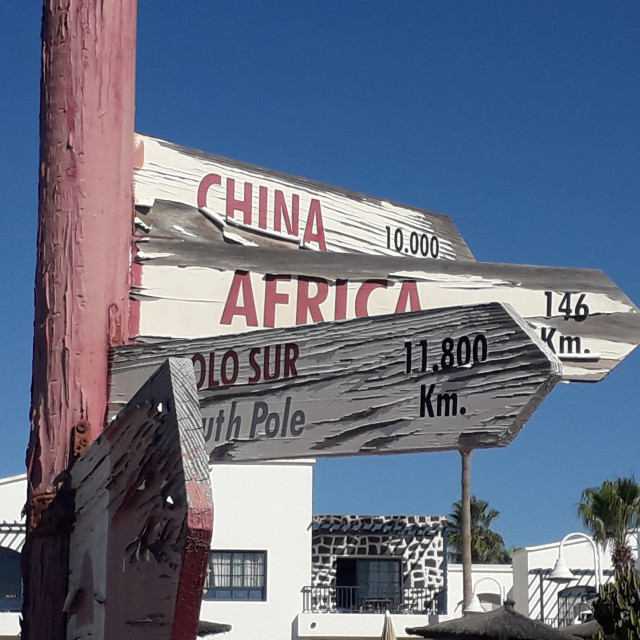 CHINA 10.000
AFRICA 146
Km.
OLO SUR 11.800
uth Pole Km.